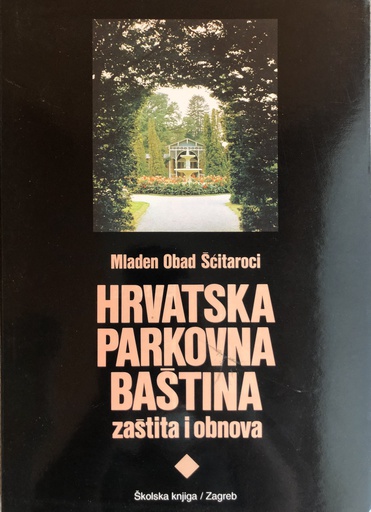 Mladen Obad Šćitaroci
HRVATSKA
PARKOVNA
BAŠTINA
zaštita i obnova
Školska knjiga / Zagreb